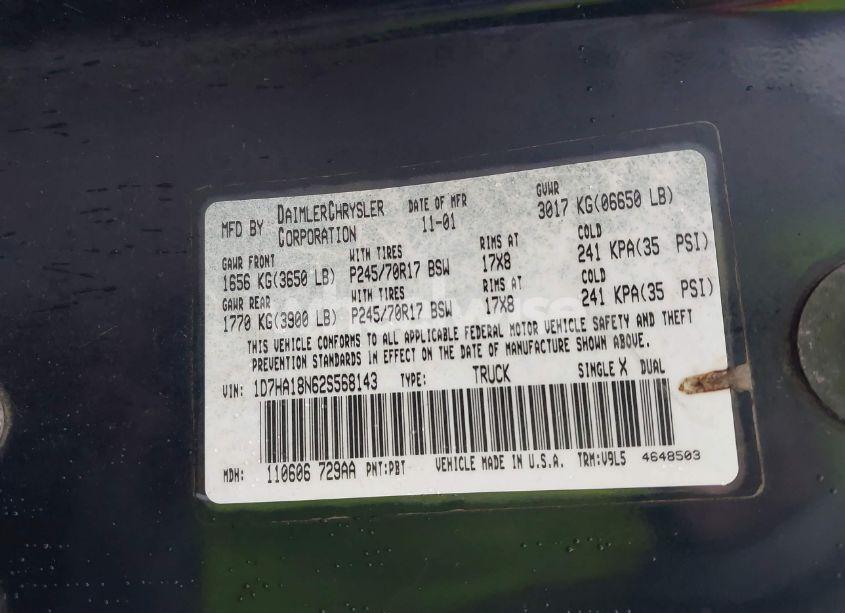 MFD BY DAIMLERCHRYSLER CORPORATION DATE OF MFR 11-01 GVWR 3017 KG(06650 LB)
GAWR FRONT WITH TIRES RIMS AT COLD
1656 KG(3650 LB) P245/70R17 BSW 17X8 241 KPA(35 PSI)
GAWR REAR WITH TIRES RIMS AT COLD
1770 KG(3900 LB) P245/70R17 BSW 17X8 241 KPA(35 PSI)
THIS VEHICLE CONFORMS TO ALL APPLICABLE FEDERAL MOTOR VEHICLE SAFETY AND THEFT
PREVENTION STANDARDS IN EFFECT ON THE DATE OF MANUFACTURE SHOWN ABOVE.
VIN: 1D7HA18N62S568143 TYPE: TRUCK SINGLE X DUAL
MDH: 110606 729AA PNT:PBT VEHICLE MADE IN U.S.A. TRM:V9L5 4648503